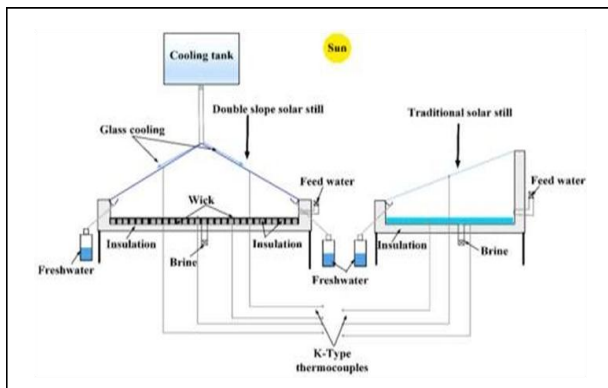 Cooling tank
Sun
Double slope solar still
Traditional solar still
Glass cooling
Feed water
Feed water
Wick
Insulation
Insulation
Insulation
Brine
Brine
Freshwater
Freshwater
K-Type
thermocouples